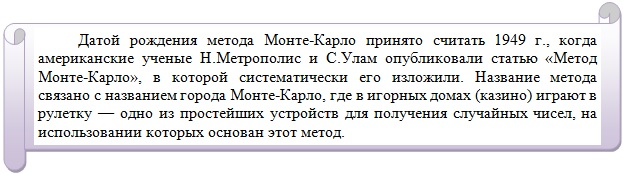 Датой рождения метода Монте-Карло принято считать 1949 г., когда
американские ученые Н.Метрополис и С.Улам опубликовали статью «Метод
Монте-Карло», в которой систематически его изложили. Название метода
связано с названием города Монте-Карло, где в игорных домах (казино) играют в
рулетку — одно из простейших устройств для получения случайных чисел, на
использовании которых основан этот метод.